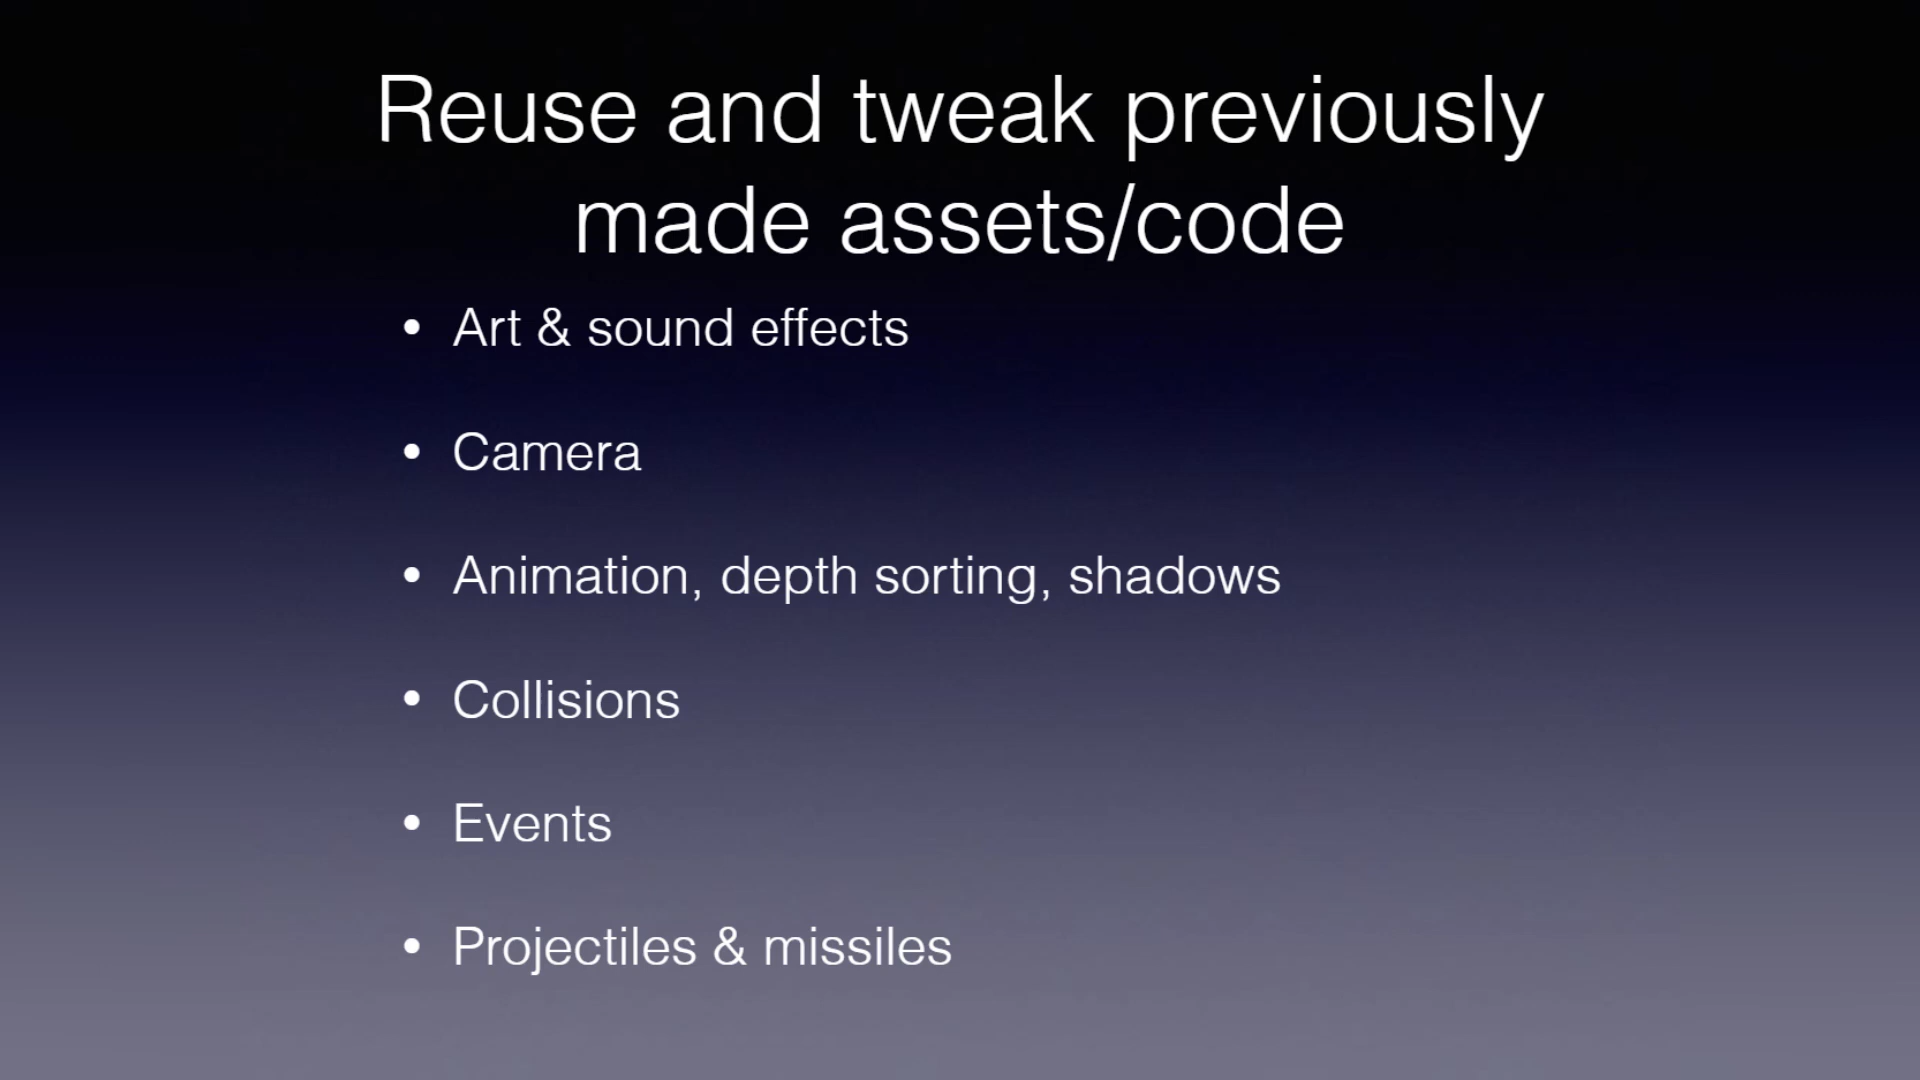 Reuse and tweak previously
made assets/code
• Art & sound effects
• Camera
• Animation, depth sorting, shadows
• Collisions
• Events
• Projectiles & missiles